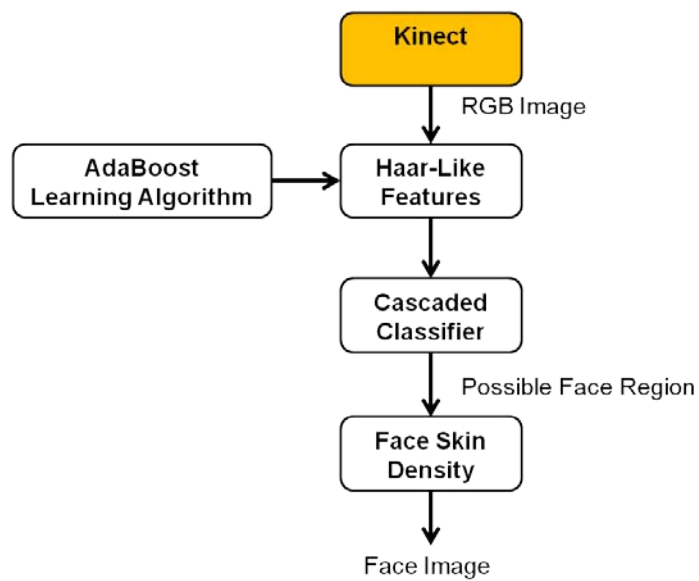 Kinect
RGB Image
AdaBoost
Learning Algorithm
Haar-Like
Features
Cascaded
Classifier
Possible Face Region
Face Skin
Density
Face Image